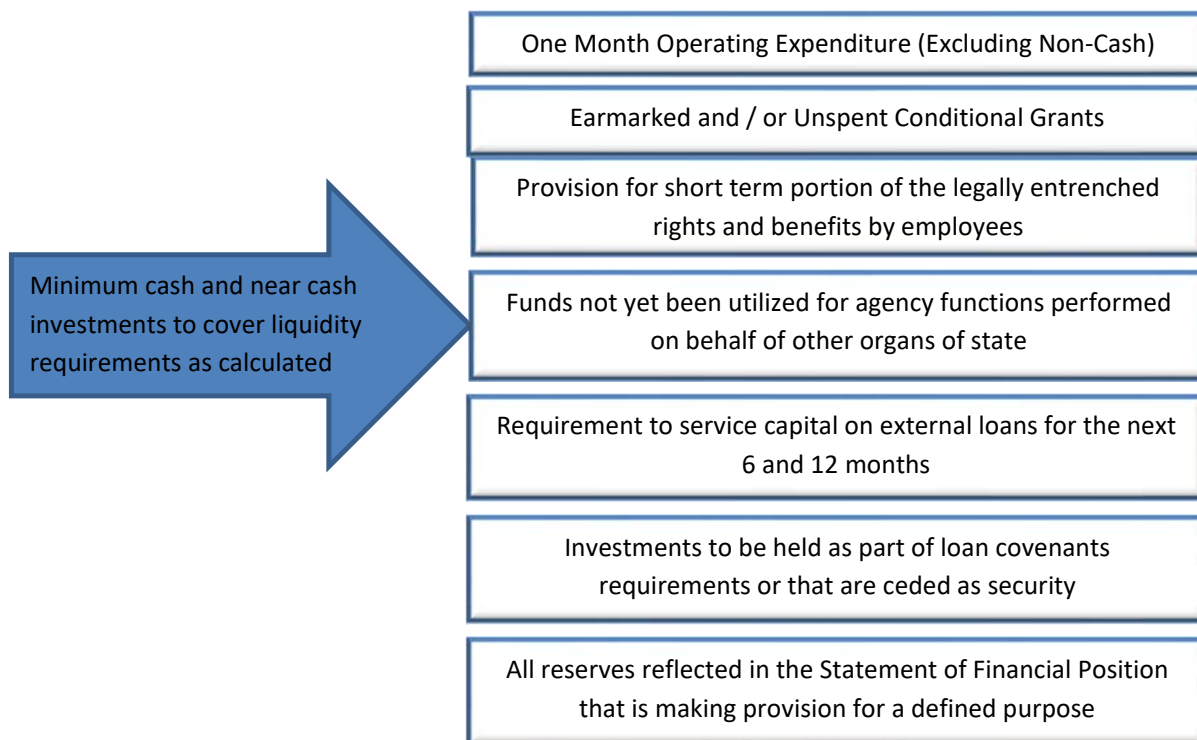 One Month Operating Expenditure (Excluding Non-Cash)
Earmarked and / or Unspent Conditional Grants
Provision for short term portion of the legally entrenched
rights and benefits by employees
Minimum cash and near cash
investments to cover liquidity
requirements as calculated
Funds not yet been utilized for agency functions performed
on behalf of other organs of state
Requirement to service capital on external loans for the next
6 and 12 months
Investments to be held as part of loan covenants
requirements or that are ceded as security
All reserves reflected in the Statement of Financial Position
that is making provision for a defined purpose